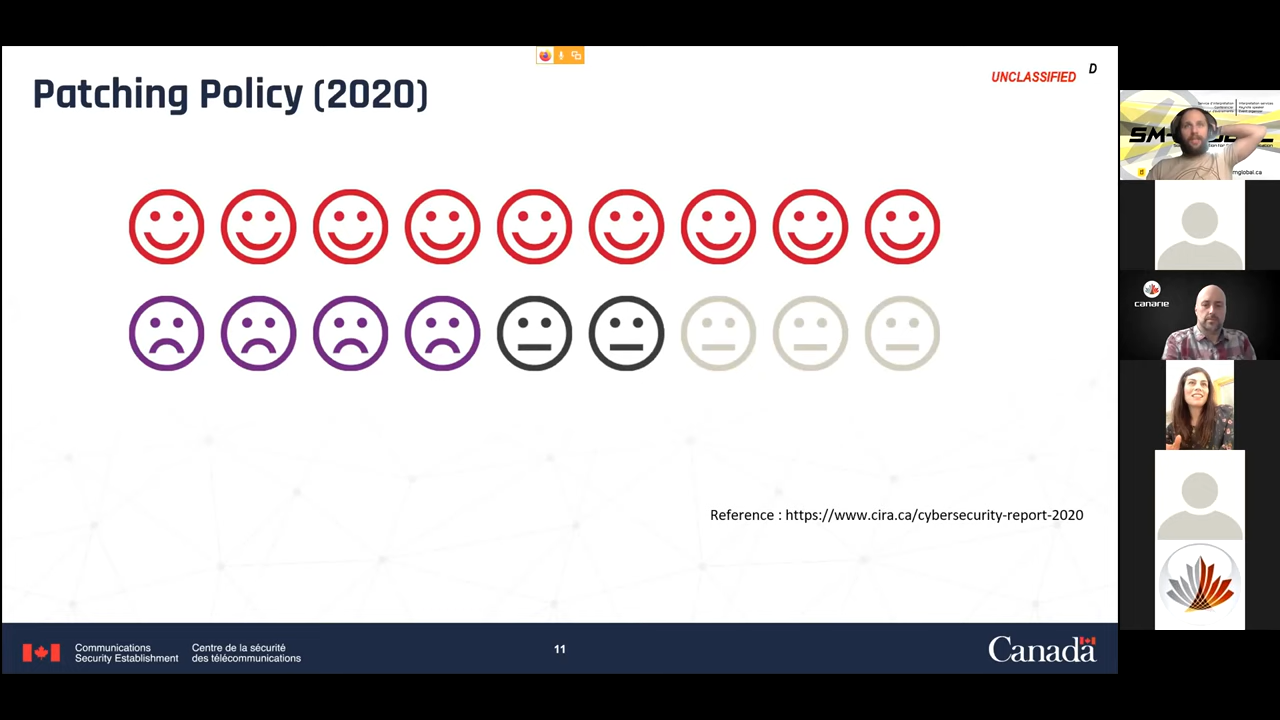 Patching Policy (2020)
UNCLASSIFIED
D
Reference : https://www.cira.ca/cybersecurity-report-2020
Communications
Security Establishment
Centre de la sécurité
des télécommunications
11
Canada
canarie